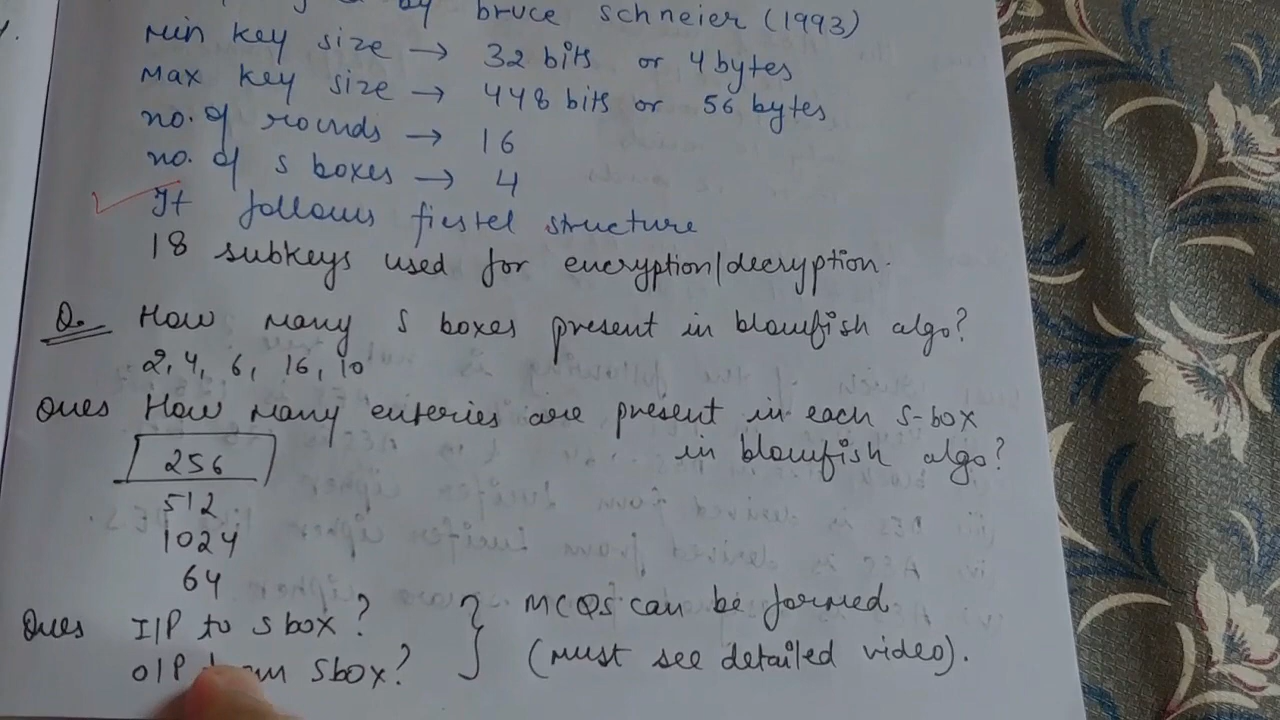 by bruce schneier (1993)
Min key size → 32 bits or 4 bytes
Max key size → 448 bits or 56 bytes
no. of rounds → 16
no. of s boxes → 4
It follows fiestel structure
18 subkeys used for encryption/decryption.
Q. How many S boxes present in blowfish algo?
2, 4, 6, 16, 10
Ques How many enteries are present in each S-box
in blowfish algo?
256
512
1024
64
Ques I/P to S box? } MCQS can be formed
O/P Sbox? (must see detailed video).